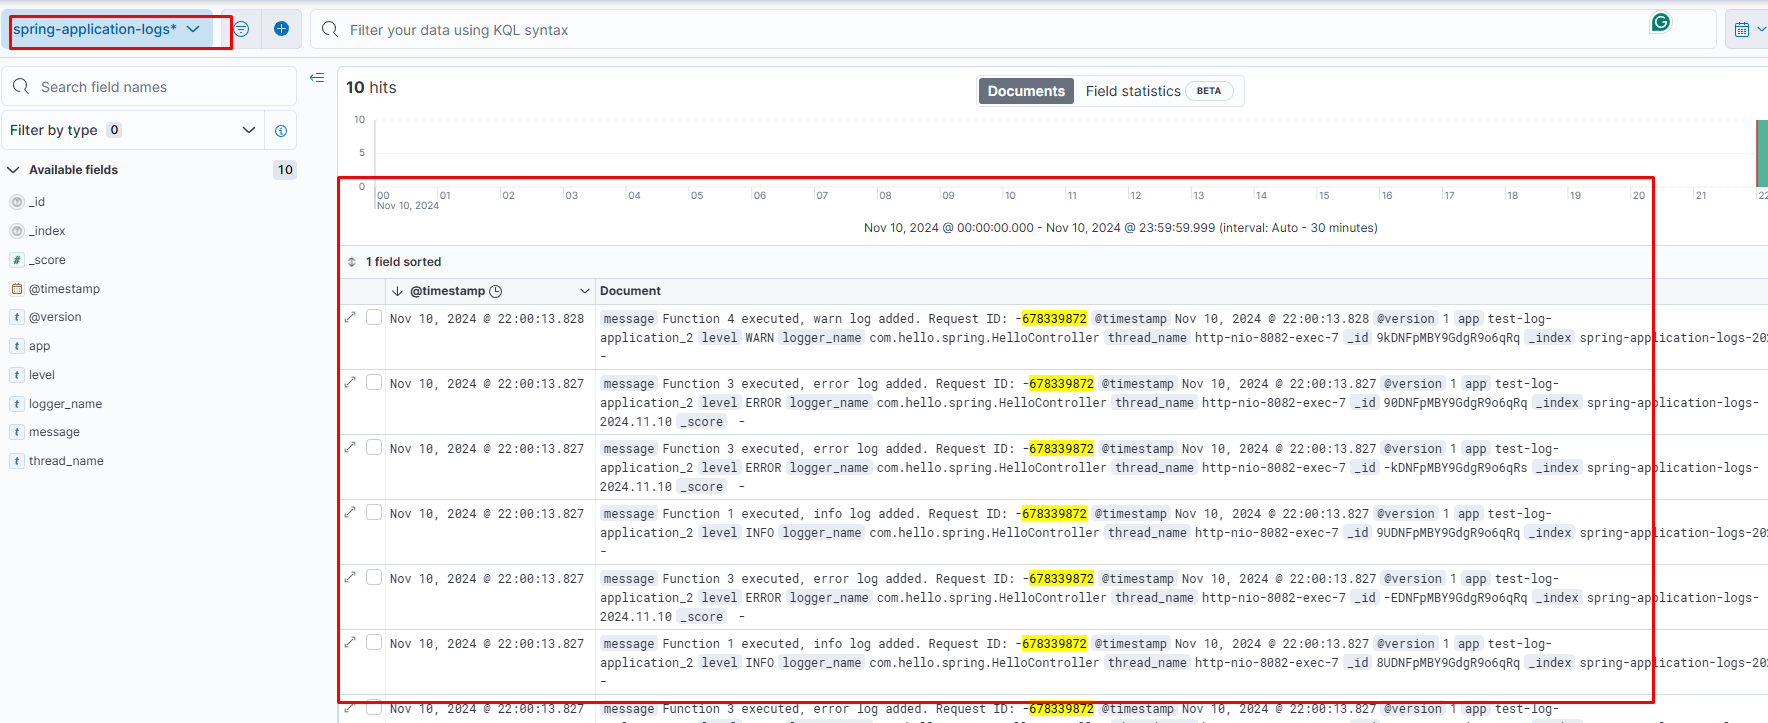 spring-application-logs*
Filter your data using KQL syntax
Search field names
Filter by type 0
Available fields 10
_id
_index
# _score
@timestamp
t @version
t app
t level
t logger_name
t message
t thread_name
10 hits
Documents Field statistics BETA
10
5
0
00 01 02 03 04 05 06 07 08 09 10 11 12 13 14 15 16 17 18 19 20 21 22
Nov 10, 2024
Nov 10, 2024 @ 00:00:00.000 - Nov 10, 2024 @ 23:59:59.999 (interval: Auto - 30 minutes)
1 field sorted
@timestamp Document
Nov 10, 2024 @ 22:00:13.828 message Function 4 executed, warn log added. Request ID: -678339872 @timestamp Nov 10, 2024 @ 22:00:13.828 @version 1 app test-log-
application_2 level WARN logger_name com.hello.spring.HelloController thread_name http-nio-8082-exec-7 _id 9kDNFpMBY9GdgR9o6qRq _index spring-application-logs-20
-
Nov 10, 2024 @ 22:00:13.827 message Function 3 executed, error log added. Request ID: -678339872 @timestamp Nov 10, 2024 @ 22:00:13.827 @version 1 app test-log-
application_2 level ERROR logger_name com.hello.spring.HelloController thread_name http-nio-8082-exec-7 _id 90DNFpMBY9GdgR9o6qRq _index spring-application-logs-
2024.11.10 _score -
Nov 10, 2024 @ 22:00:13.827 message Function 3 executed, error log added. Request ID: -678339872 @timestamp Nov 10, 2024 @ 22:00:13.827 @version 1 app test-log-
application_2 level ERROR logger_name com.hello.spring.HelloController thread_name http-nio-8082-exec-7 _id -kDNFpMBY9GdgR9o6qRs _index spring-application-logs-
2024.11.10 _score -
Nov 10, 2024 @ 22:00:13.827 message Function 1 executed, info log added. Request ID: -678339872 @timestamp Nov 10, 2024 @ 22:00:13.827 @version 1 app test-log-
application_2 level INFO logger_name com.hello.spring.HelloController thread_name http-nio-8082-exec-7 _id 9UDNFpMBY9GdgR9o6qRq _index spring-application-logs-20
-
Nov 10, 2024 @ 22:00:13.827 message Function 3 executed, error log added. Request ID: -678339872 @timestamp Nov 10, 2024 @ 22:00:13.827 @version 1 app test-log-
application_2 level ERROR logger_name com.hello.spring.HelloController thread_name http-nio-8082-exec-7 _id -EDNFpMBY9GdgR9o6qRq _index spring-application-logs-
2024.11.10 _score -
Nov 10, 2024 @ 22:00:13.827 message Function 1 executed, info log added. Request ID: -678339872 @timestamp Nov 10, 2024 @ 22:00:13.827 @version 1 app test-log-
application_2 level INFO logger_name com.hello.spring.HelloController thread_name http-nio-8082-exec-7 _id 8UDNFpMBY9GdgR9o6qRq _index spring-application-logs-20
-
Nov 10, 2024 @ 22:00:13.827 message Function 3 executed, error log added. Request ID: -678339872 @timestamp Nov 10, 2024 @ 22:00:13.827 @version 1 app test-log-